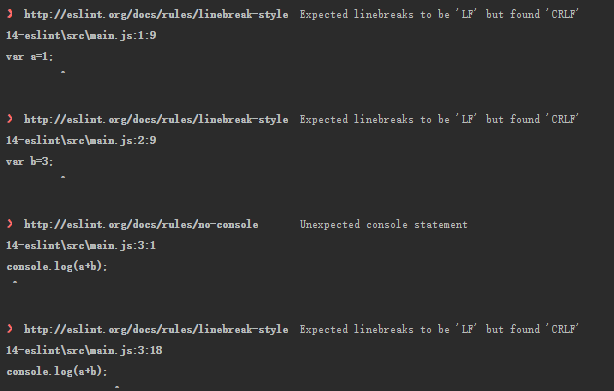 ❯ http://eslint.org/docs/rules/linebreak-style Expected linebreaks to be 'LF' but found 'CRLF'
14-eslint\src\main.js:1:9
var a=1;
^
❯ http://eslint.org/docs/rules/linebreak-style Expected linebreaks to be 'LF' but found 'CRLF'
14-eslint\src\main.js:2:9
var b=3;
^
❯ http://eslint.org/docs/rules/no-console Unexpected console statement
14-eslint\src\main.js:3:1
console.log(a+b);
^
❯ http://eslint.org/docs/rules/linebreak-style Expected linebreaks to be 'LF' but found 'CRLF'
14-eslint\src\main.js:3:18
console.log(a+b);
^